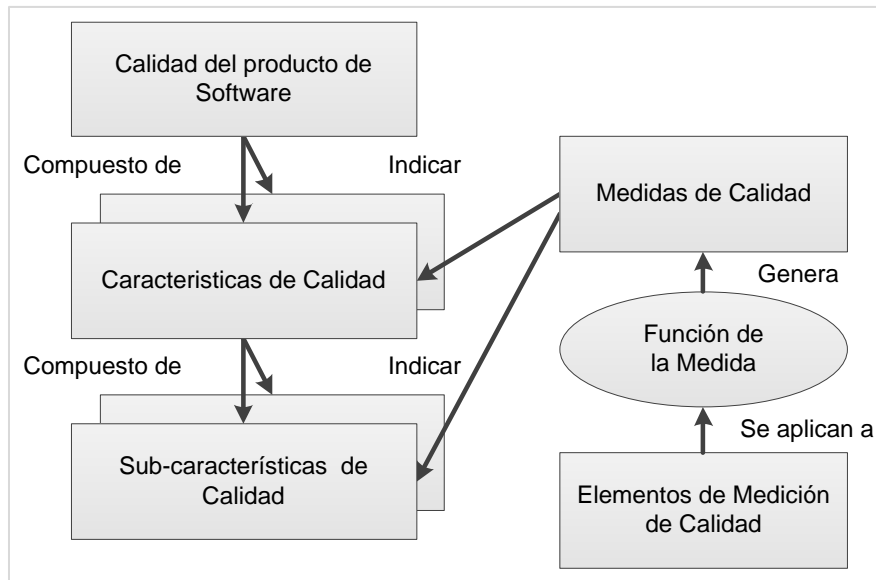 Calidad del producto de
Software
Compuesto de
Indicar
Medidas de Calidad
Caracteristicas de Calidad
Genera
Función de
la Medida
Compuesto de
Indicar
Se aplican a
Sub-características de
Calidad
Elementos de Medición
de Calidad